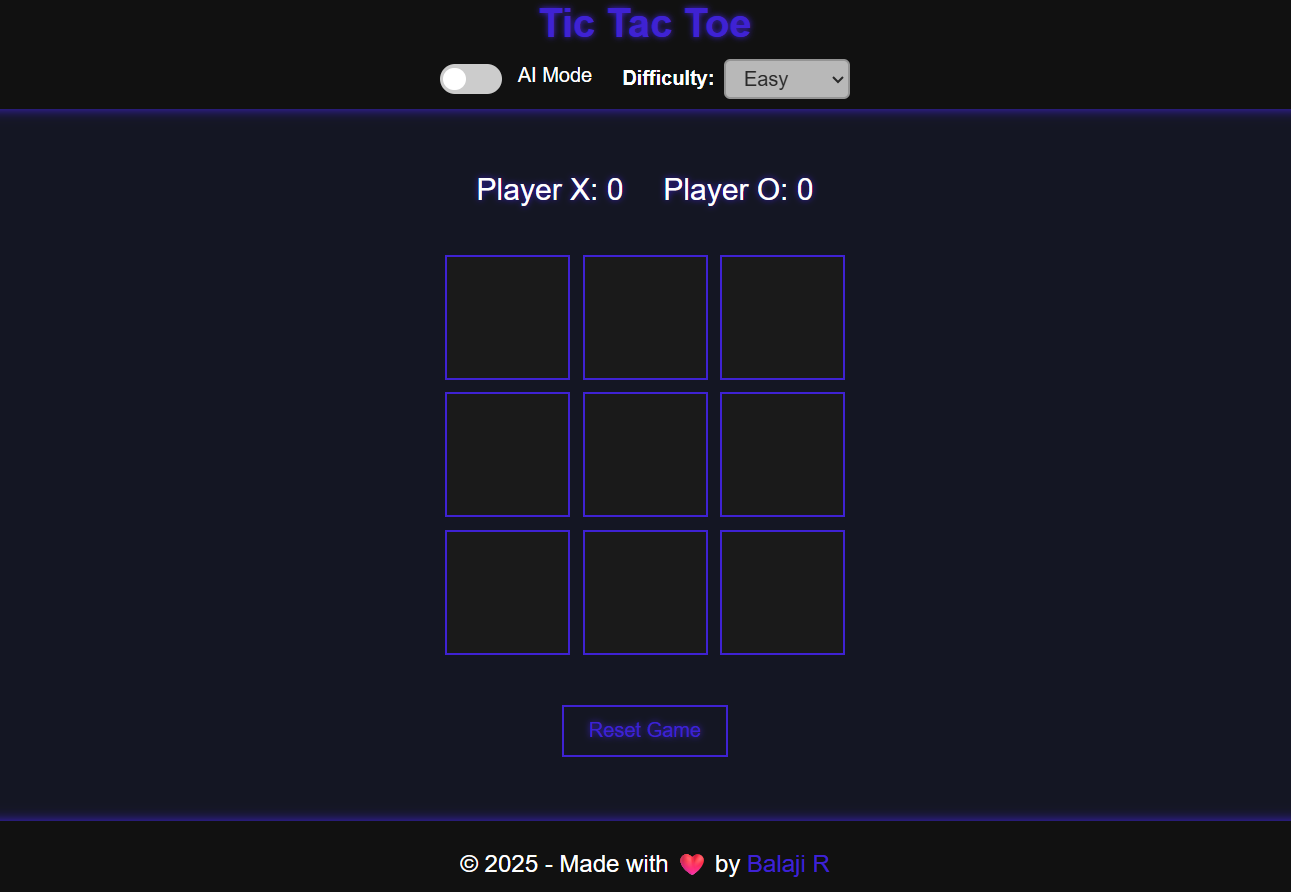 Tic Tac Toe
AI Mode Difficulty: Easy
Player X: 0 Player O: 0
Reset Game
© 2025 - Made with ❤️ by Balaji R